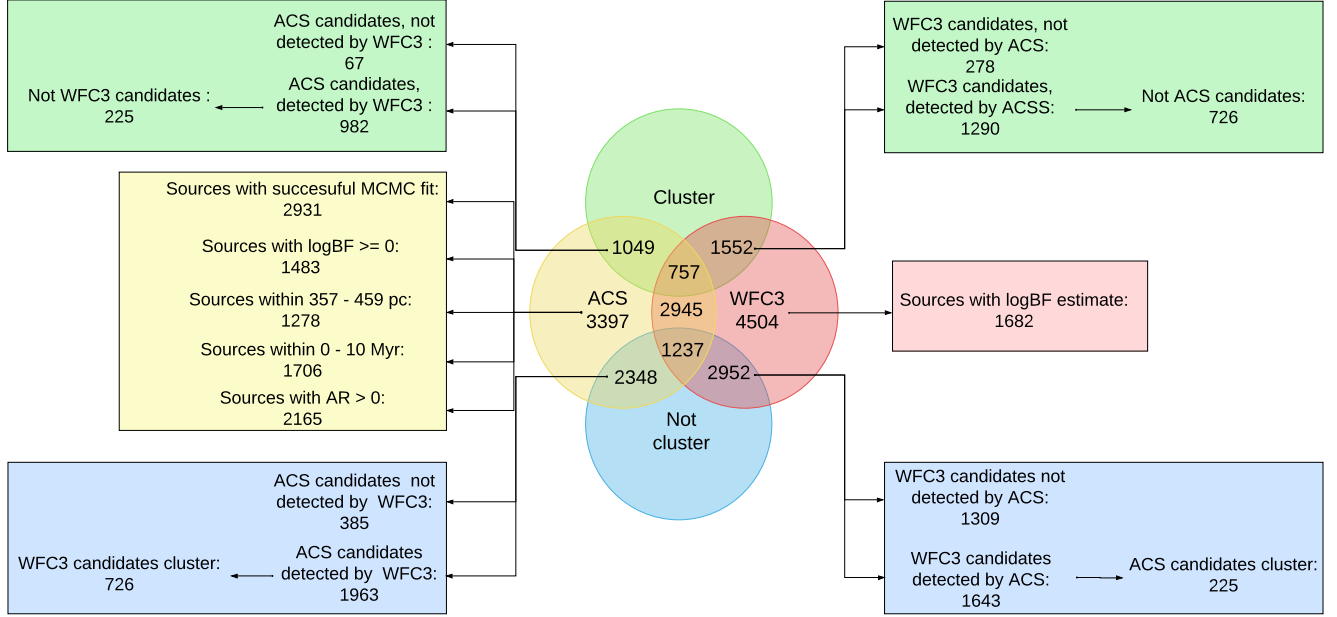 ACS candidates, not
detected by WFC3 :
67
ACS candidates,
detected by WFC3 :
982
Not WFC3 candidates :
225
WFC3 candidates, not
detected by ACS:
278
WFC3 candidates,
detected by ACSS:
1290
Not ACS candidates:
726
Sources with succesuful MCMC fit:
2931
Sources with logBF >= 0:
1483
Sources within 357 - 459 pc:
1278
Sources within 0 - 10 Myr:
1706
Sources with AR > 0:
2165
Cluster
1049
1552
757
ACS
3397
2945
WFC3
4504
1237
2348
2952
Not
cluster
Sources with logBF estimate:
1682
ACS candidates  not
detected by  WFC3:
385
ACS candidates
detected by  WFC3:
1963
WFC3 candidates cluster:
726
WFC3 candidates not
detected by ACS:
1309
WFC3 candidates
detected by ACS:
1643
ACS candidates cluster:
225